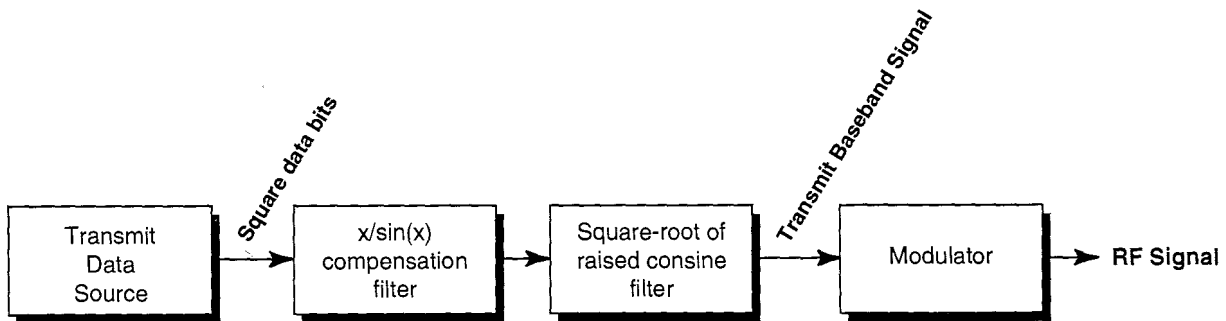 Transmit
Data
Source
Square data bits
x/sin(x)
compensation
filter
Square-root of
raised consine
filter
Transmit Baseband Signal
Modulator
RF Signal